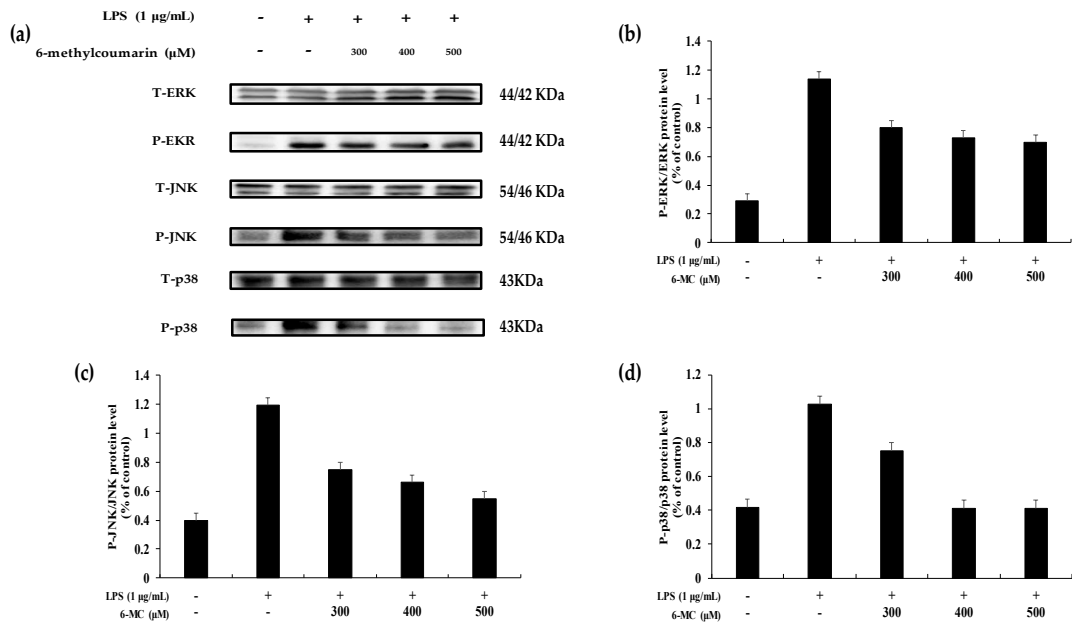 (a)
LPS (1 µg/mL) - + + + +
6-methylcoumarin (µM) - - 300 400 500
T-ERK 44/42 KDa
P-EKR 44/42 KDa
T-JNK 54/46 KDa
P-JNK 54/46 KDa
T-p38 43KDa
P-p38 43KDa
(b)
P-ERK/ERK protein level
(% of control)
1.4
1.2
1
0.8
0.6
0.4
0.2
0
LPS (1 µg/mL) - + + + +
6-MC (µM) - - 300 400 500
(c)
P-JNK/JNK protein level
(% of control)
1.4
1.2
1
0.8
0.6
0.4
0.2
0
LPS (1 µg/mL) - + + + +
6-MC (µM) - - 300 400 500
(d)
P-p38/p38 protein level
(% of control)
1.2
1
0.8
0.6
0.4
0.2
0
LPS (1 µg/mL) - + + + +
6-MC (µM) - - 300 400 500